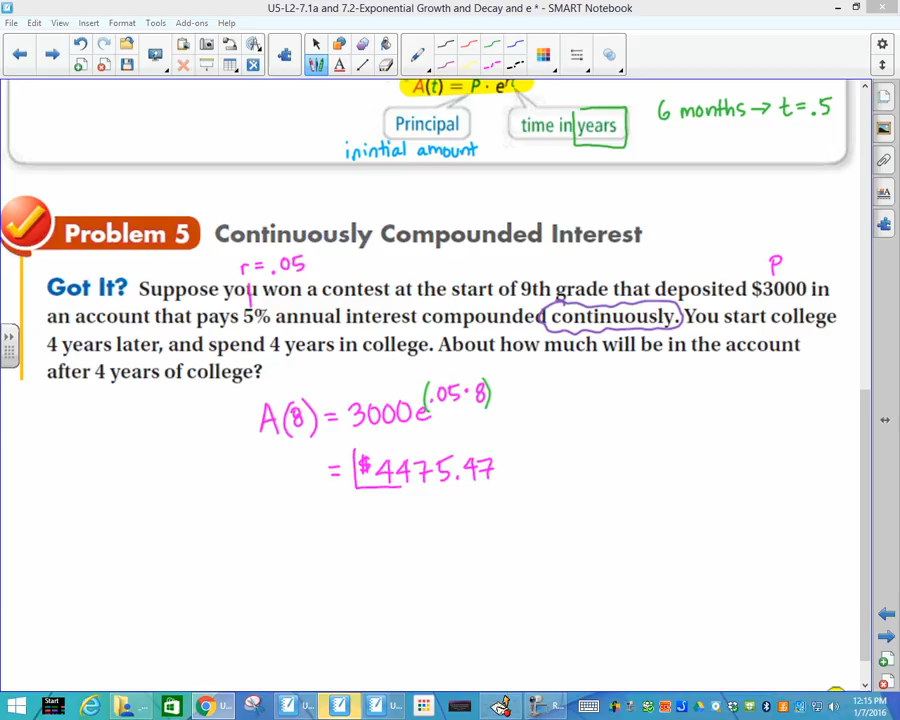 U5-L2-7.1a and 7.2-Exponential Growth and Decay and e * - SMART Notebook
File Edit View Insert Format Tools Add-ons Help
A(t) = P · e^rt
Principal
time in years
6 months → t = .5
inintial amount
Problem 5 Continuously Compounded Interest
r = .05
P
Got It? Suppose you won a contest at the start of 9th grade that deposited $3000 in
an account that pays 5% annual interest compounded continuously. You start college
4 years later, and spend 4 years in college. About how much will be in the account
after 4 years of college?
A(8) = 3000e^(.05·8)
= $4475.47
Start
U...
U...
U...
R...
12:15 PM
1/7/2016